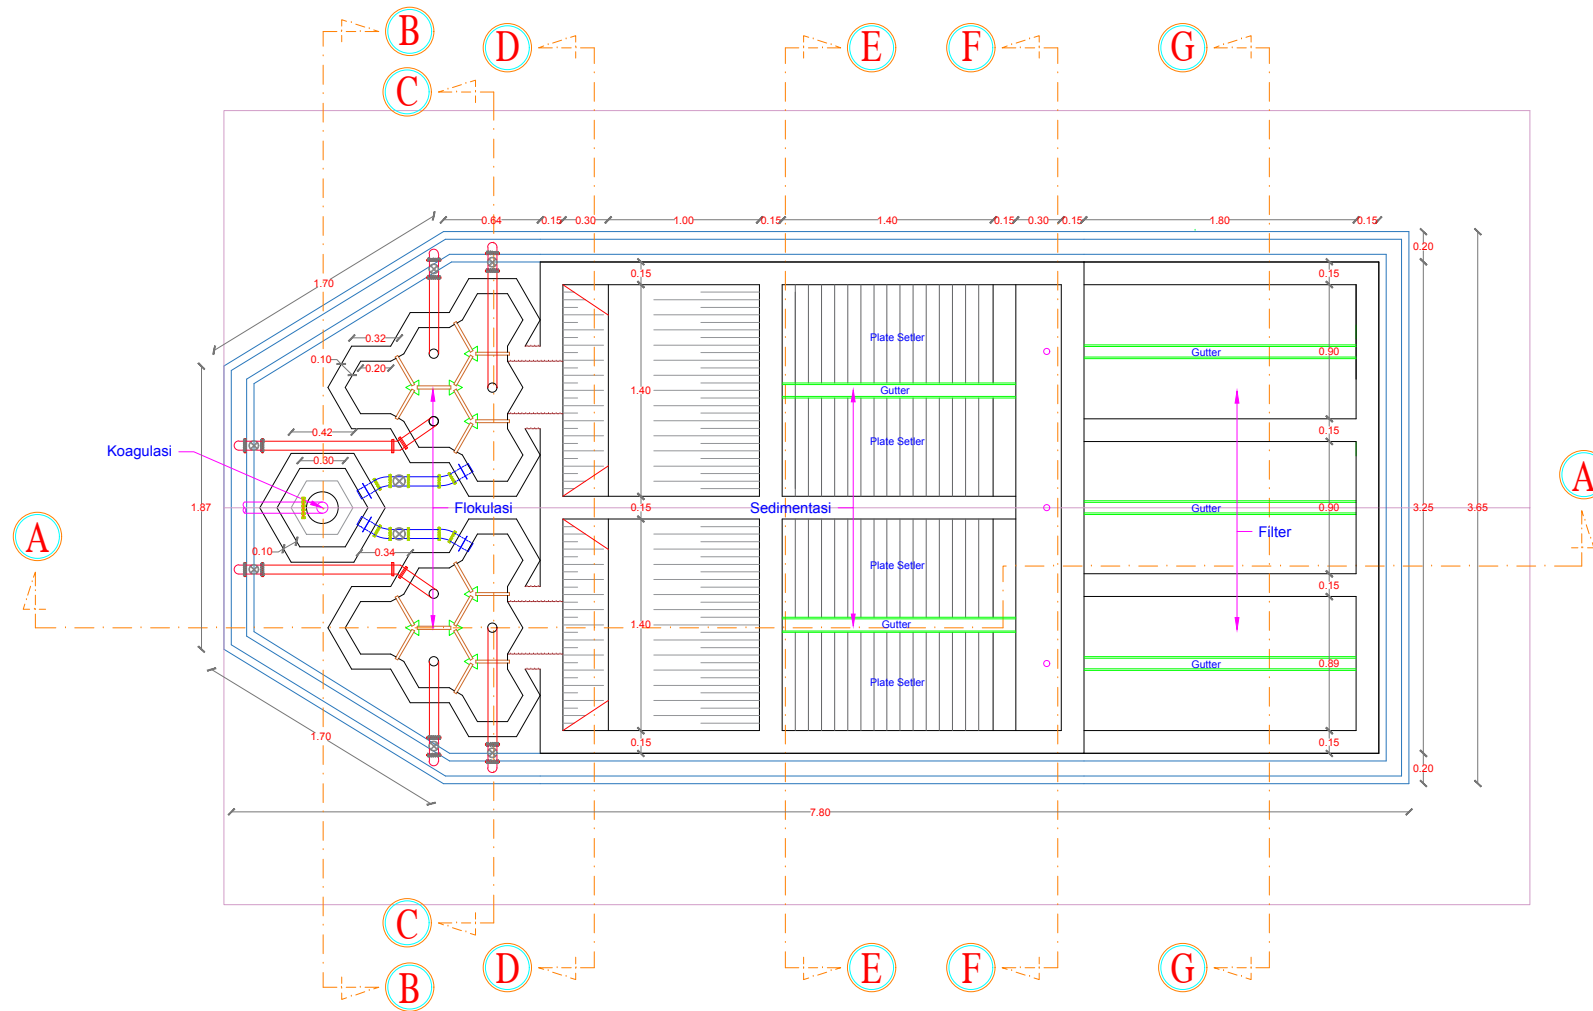 B
D
E
F
G
C
0.64
0.15
0.30
1.00
0.15
1.40
0.15
0.30
0.15
1.80
0.15
0.20
1.70
0.15
0.15
0.32
0.10
0.20
Plate Setler
Gutter
0.90
1.40
Gutter
0.42
0.15
Koagulasi
0.30
Plate Setler
A
1.87
Flokulasi
0.15
Sedimentasi
Gutter
0.90
3.25
3.65
A
Filter
0.10
0.34
Plate Setler
0.15
1.40
Gutter
Gutter
0.89
Plate Setler
1.70
0.15
0.15
0.20
7.80
C
D
E
F
G
B